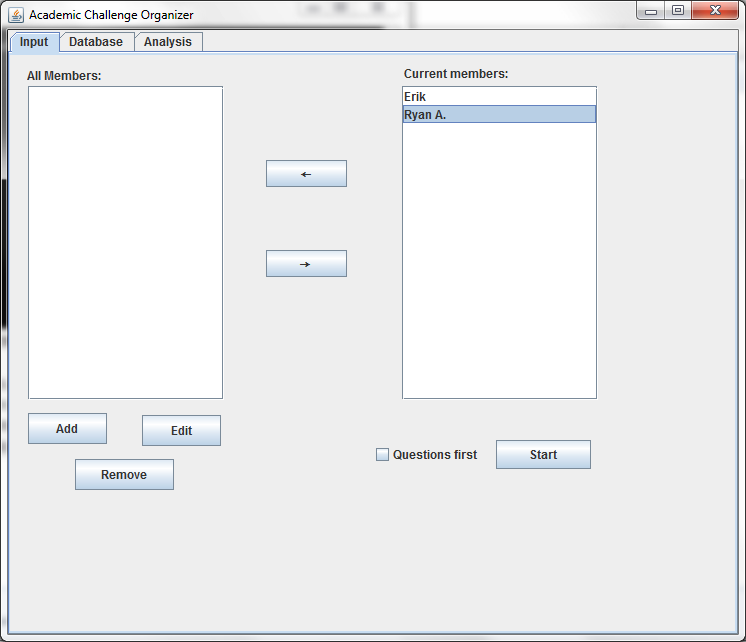 Academic Challenge Organizer
Input Database Analysis
All Members:
Current members:
Erik
Ryan A.
←
→
Add
Edit
Questions first
Start
Remove